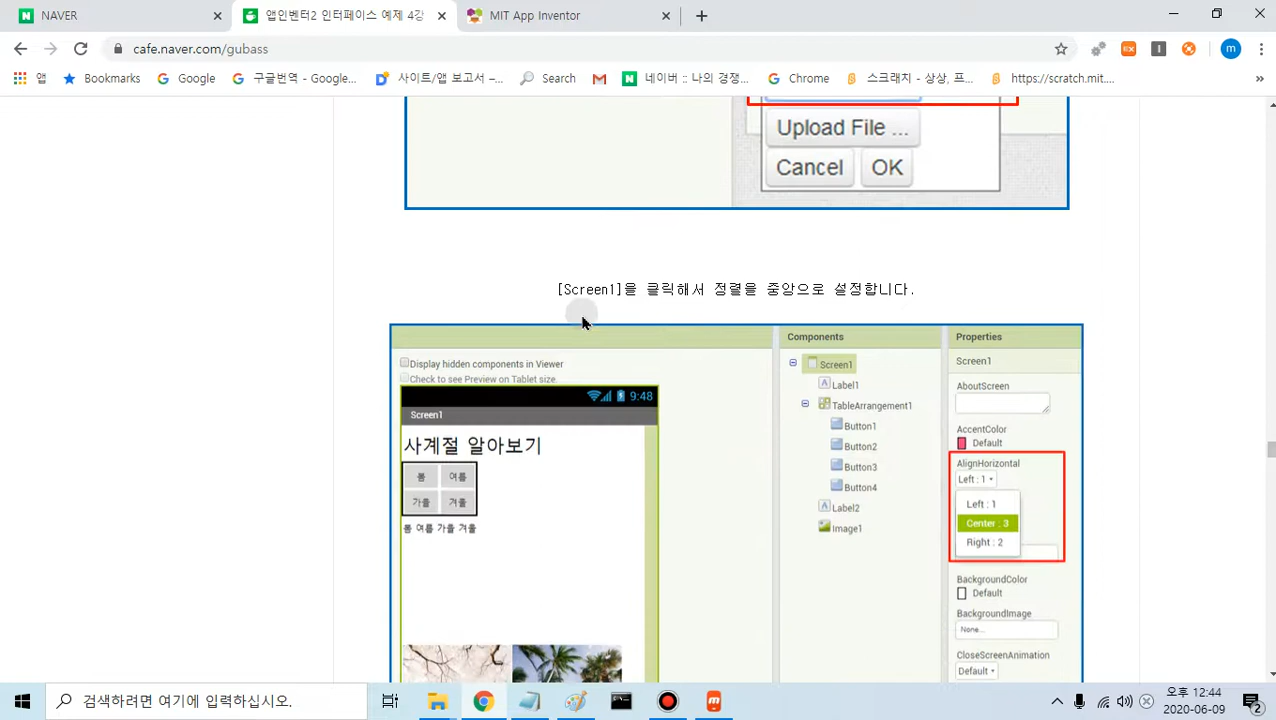 NAVER
앱인벤터2 인터페이스 예제 4강
MIT App Inventor
cafe.naver.com/gubass
m
앱
Bookmarks
Google
구글번역 - Google...
사이트/앱 보고서 –...
Search
네이버 :: 나의 경쟁...
Chrome
스크래치 - 상상, 프...
https://scratch.mit....
»
Upload File ...
Cancel
OK
[Screen1]을 클릭해서 정렬을 중앙으로 설정합니다.
Display hidden components in Viewer
Check to see Preview on Tablet size.
9:48
Screen1
사계절 알아보기
봄
여름
가을
겨울
봄 여름 가을 겨울
Components
Screen1
Label1
TableArrangement1
Button1
Button2
Button3
Button4
Label2
Image1
Properties
Screen1
AboutScreen
AccentColor
Default
AlignHorizontal
Left : 1
Left : 1
Center : 3
Right : 2
BackgroundColor
Default
BackgroundImage
None...
CloseScreenAnimation
Default
검색하려면 여기에 입력하십시오.
오후 12:44
2020-06-09
2